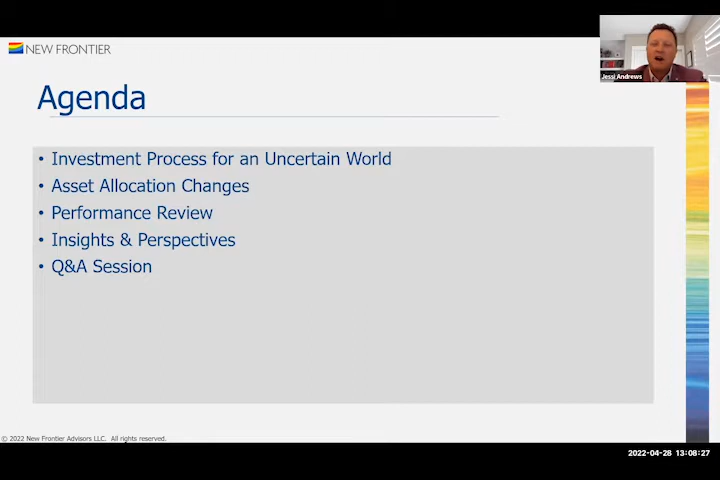 NEW FRONTIER
Jessi Andrews
Agenda
• Investment Process for an Uncertain World
• Asset Allocation Changes
• Performance Review
• Insights & Perspectives
• Q&A Session
© 2022 New Frontier Advisors LLC. All rights reserved.
2022-04-28 13:08:27